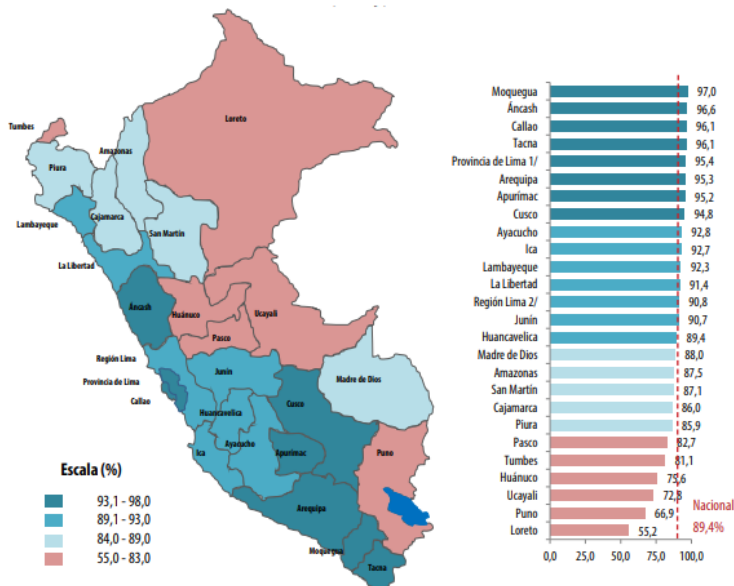 Loreto
Tumbes
Amazonas
Piura
Cajamarca
Lambayeque
San Martín
La Libertad
Áncash
Huánuco
Ucayali
Pasco
Región Lima
Junín
Provincia de Lima
Madre de Dios
Callao
Cusco
Huancavelica
Ayacucho
Ica
Apurímac
Puno
Arequipa
Moquegua
Tacna
Escala (%)
93,1 - 98,0
89,1 - 93,0
84,0 - 89,0
55,0 - 83,0
Moquegua 97,0
Áncash 96,6
Callao 96,1
Tacna 96,1
Provincia de Lima 1/ 95,4
Arequipa 95,3
Apurímac 95,2
Cusco 94,8
Ayacucho 92,8
Ica 92,7
Lambayeque 92,3
La Libertad 91,4
Región Lima 2/ 90,8
Junín 90,7
Huancavelica 89,4
Madre de Dios 88,0
Amazonas 87,5
San Martín 87,1
Cajamarca 86,0
Piura 85,9
Pasco 82,7
Tumbes 81,1
Huánuco 75,6
Ucayali 72,8
Puno 66,9
Loreto 55,2
Nacional
89,4%
0,0 25,0 50,0 75,0 100,0